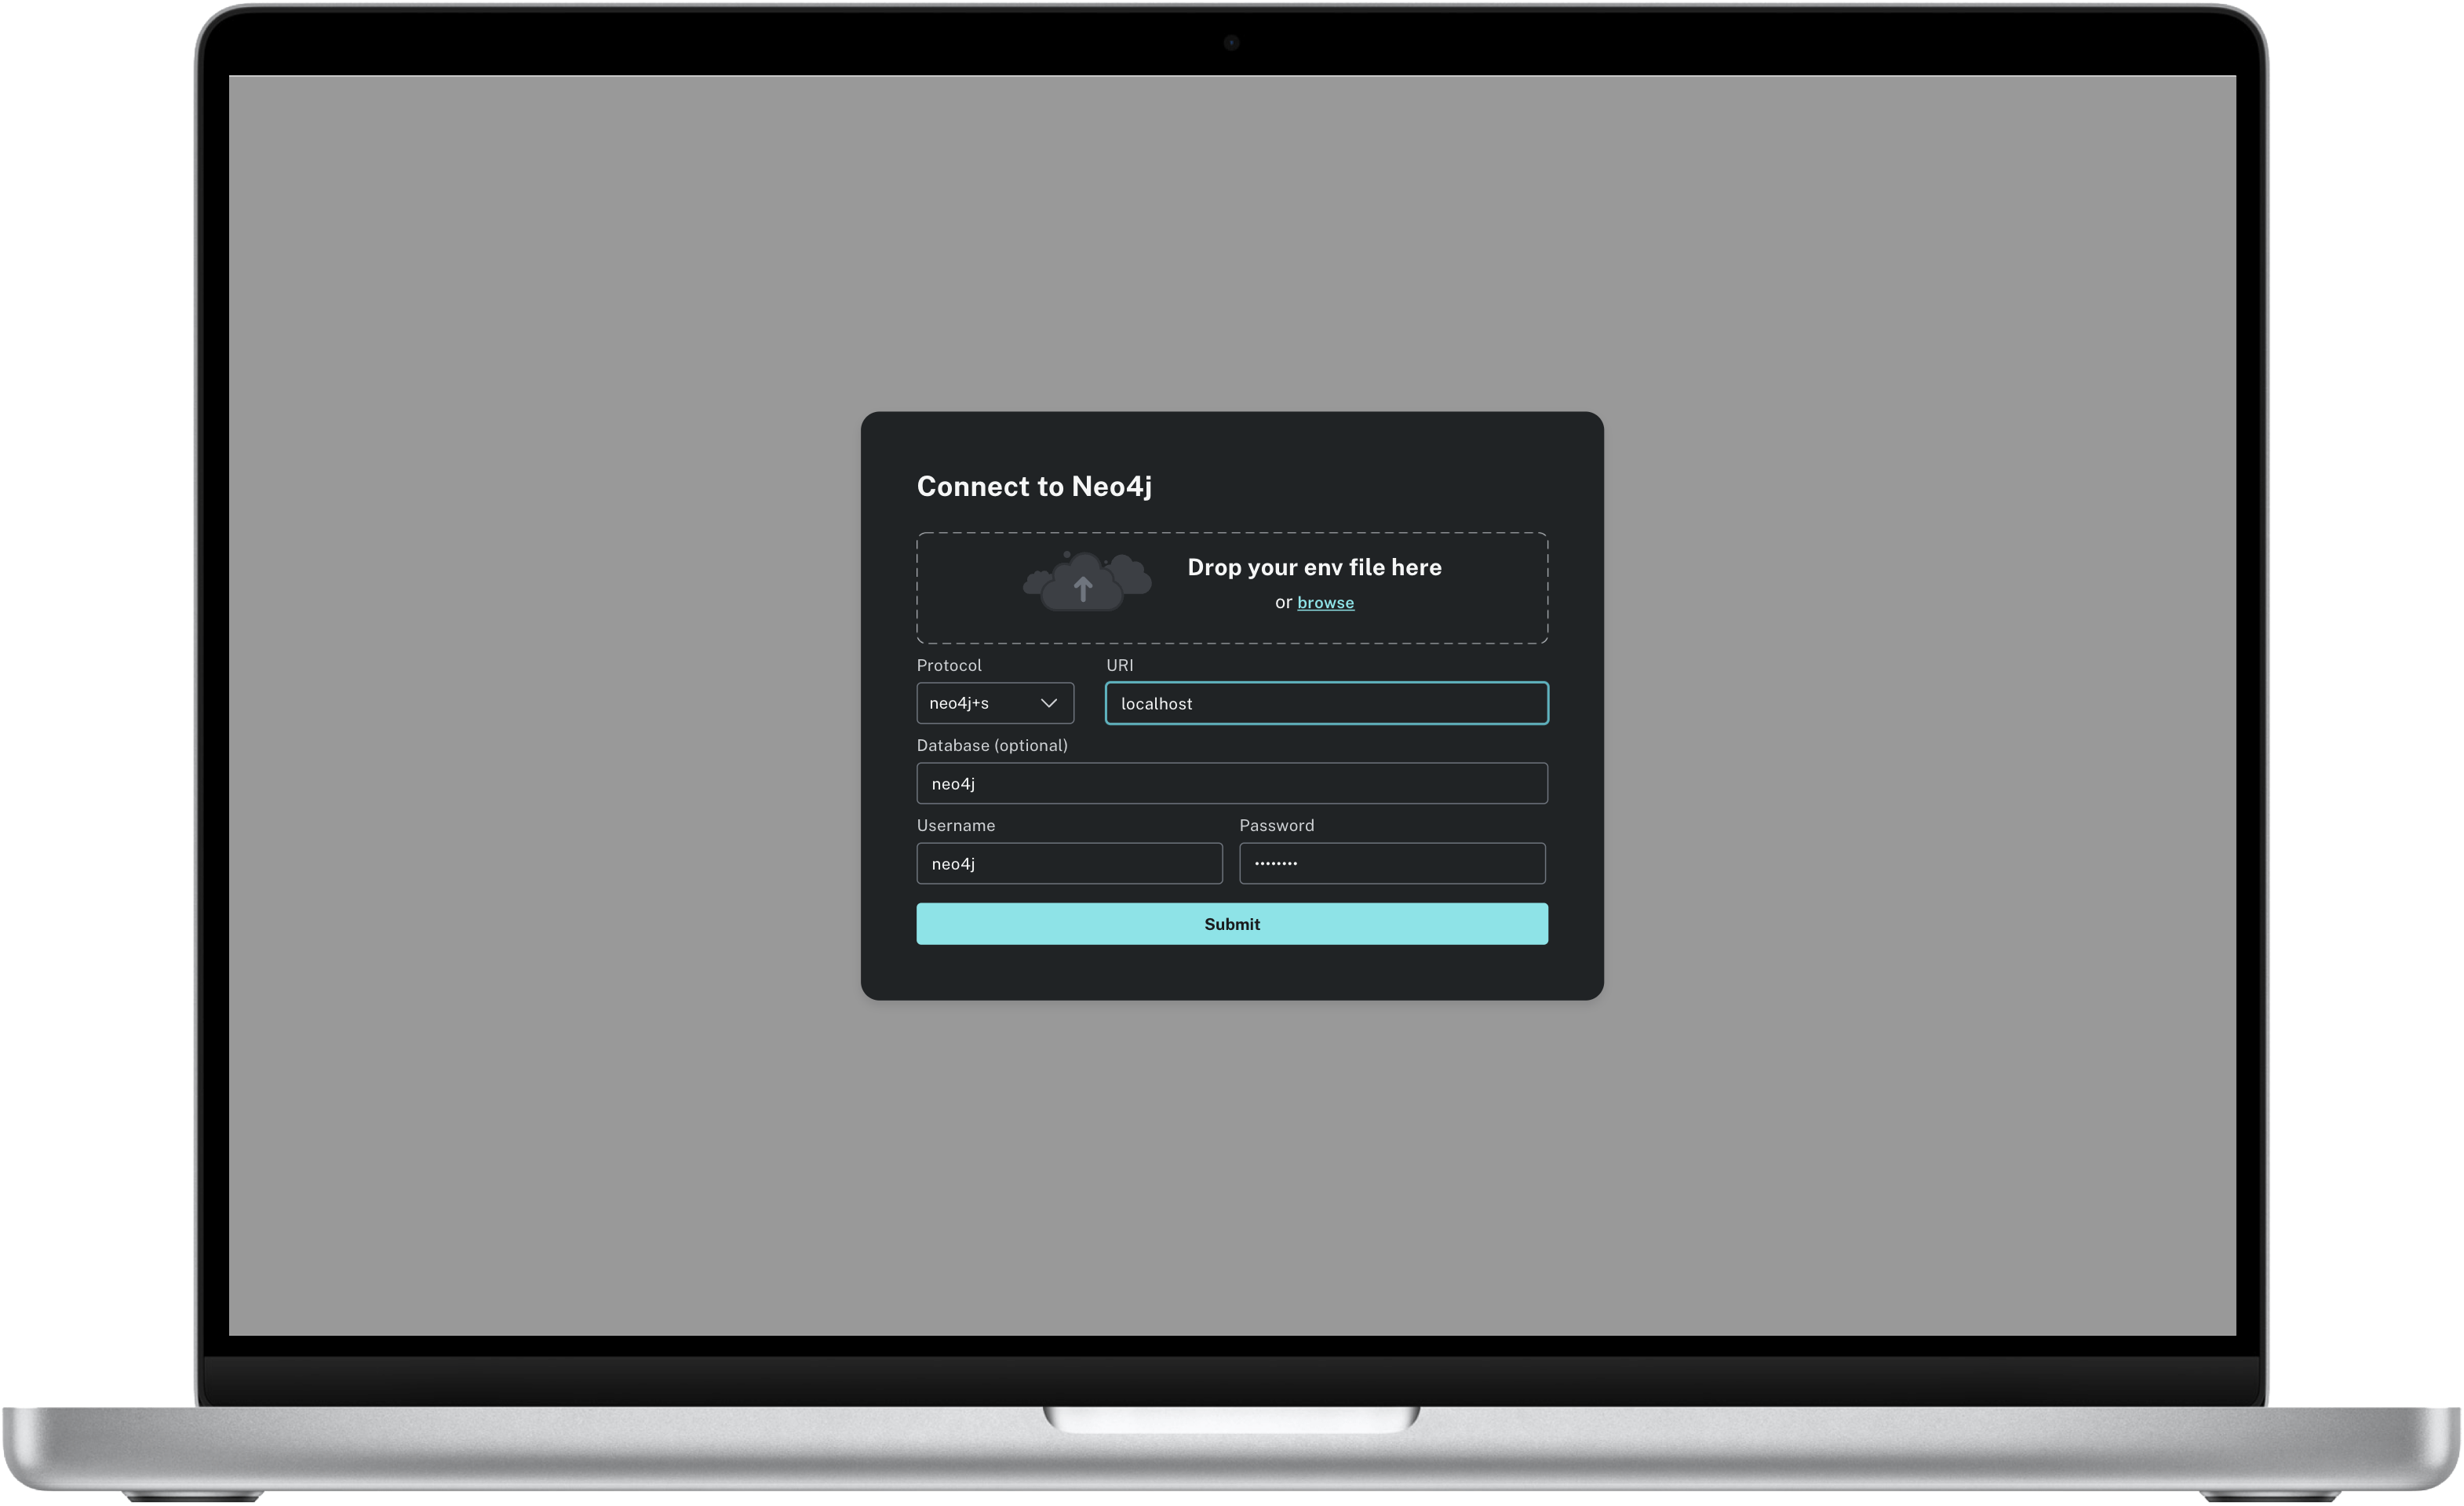 Connect to Neo4j
Drop your env file here
or browse
Protocol
URI
neo4j+s
localhost
Database (optional)
neo4j
Username
Password
neo4j
••••••••
Submit